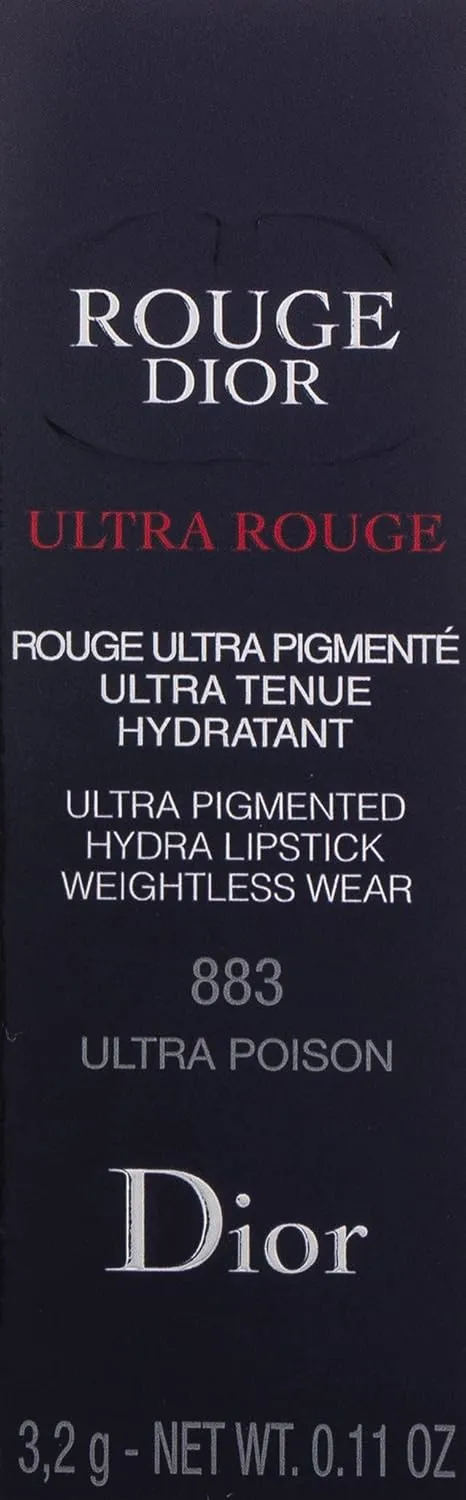 ROUGE
DIOR
ULTRA ROUGE
ROUGE ULTRA PIGMENTÉ
ULTRA TENUE
HYDRATANT
ULTRA PIGMENTED
HYDRA LIPSTICK
WEIGHTLESS WEAR
883
ULTRA POISON
Dior
3,2 g - NET WT. 0.11 OZ